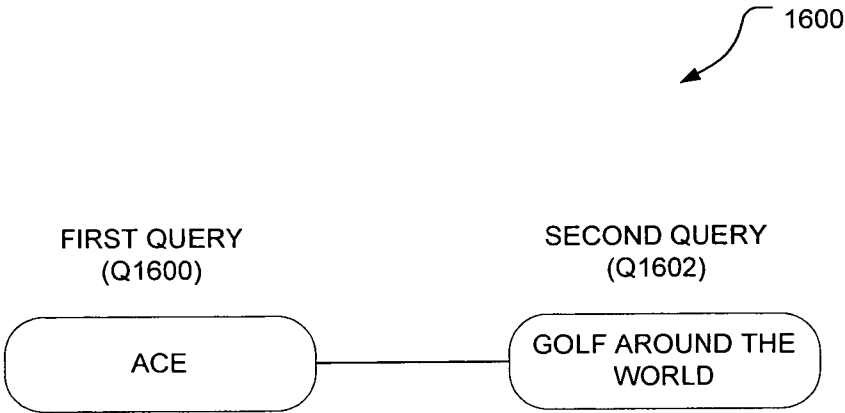 1600
FIRST QUERY
(Q1600)
SECOND QUERY
(Q1602)
ACE
GOLF AROUND THE
WORLD